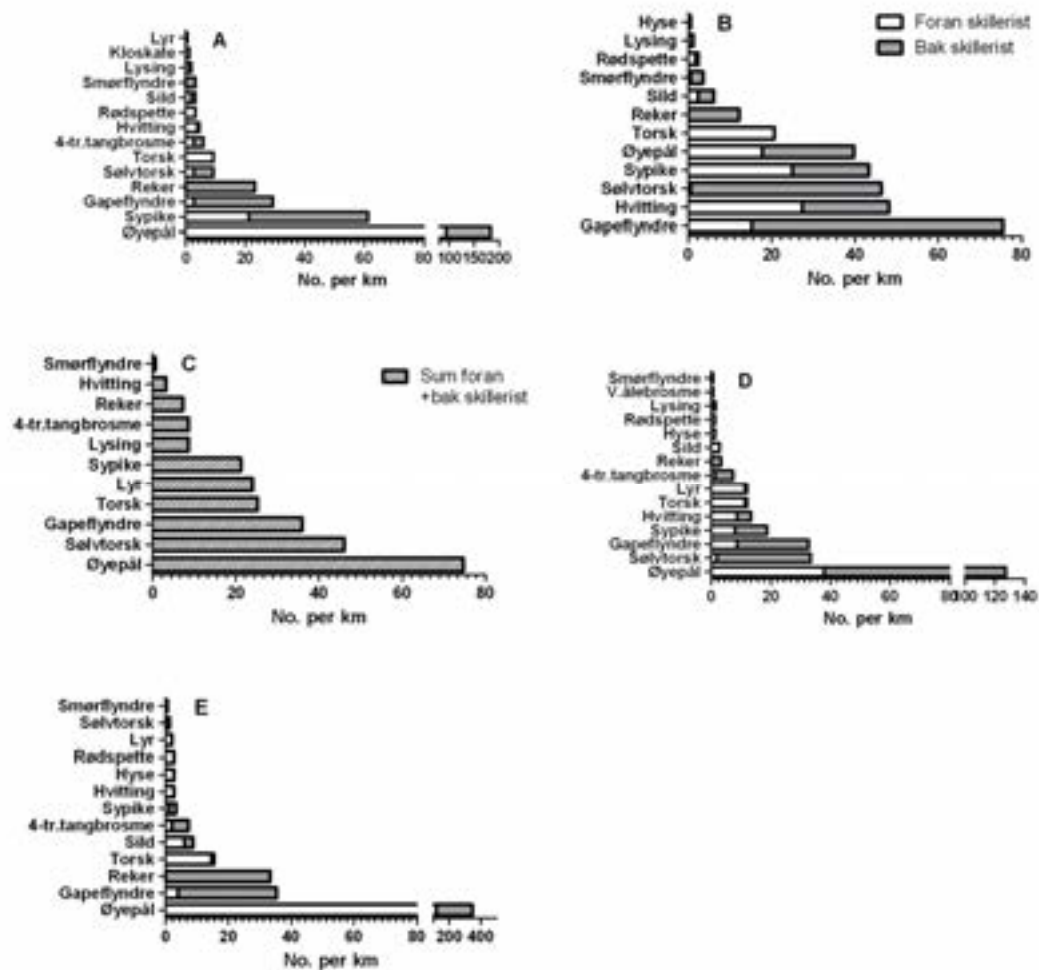 A
Lyr
Kloskate
Lysing
Smørflyndre
Sild
Rødspette
Hvitting
4-tr.tangbrosme
Torsk
Sølvtorsk
Reker
Gapeflyndre
Sypike
Øyepål
0 20 40 60 80 100 150 200
No. per km
B
Foran skillerist
Bak skillerist
Hyse
Lysing
Rødspette
Smørflyndre
Sild
Reker
Torsk
Øyepål
Sypike
Sølvtorsk
Hvitting
Gapeflyndre
0 20 40 60 80
No. per km
C
Sum foran
+bak skillerist
Smørflyndre
Hvitting
Reker
4-tr.tangbrosme
Lysing
Sypike
Lyr
Torsk
Gapeflyndre
Sølvtorsk
Øyepål
0 20 40 60 80
No. per km
D
Smørflyndre
V.ålebrosme
Lysing
Rødspette
Hyse
Sild
Reker
4-tr.tangbrosme
Lyr
Torsk
Hvitting
Sypike
Gapeflyndre
Sølvtorsk
Øyepål
0 20 40 60 80 100 120 140
No. per km
E
Smørflyndre
Sølvtorsk
Lyr
Rødspette
Hyse
Hvitting
Sypike
4-tr.tangbrosme
Sild
Torsk
Reker
Gapeflyndre
Øyepål
0 20 40 60 80 200 400
No. per km